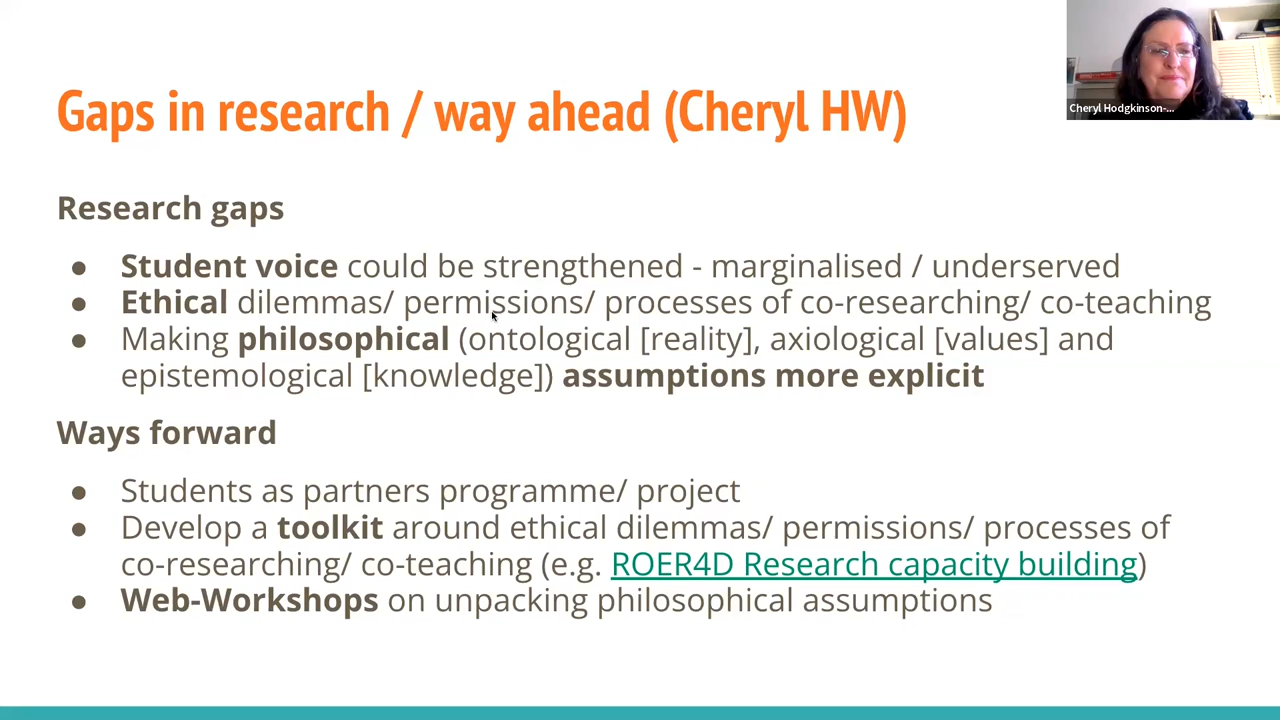 Gaps in research / way ahead (Cheryl HW)
Cheryl Hodgkinson-...
Research gaps
● Student voice could be strengthened - marginalised / underserved
● Ethical dilemmas/ permissions/ processes of co-researching/ co-teaching
● Making philosophical (ontological [reality], axiological [values] and
epistemological [knowledge]) assumptions more explicit
Ways forward
● Students as partners programme/ project
● Develop a toolkit around ethical dilemmas/ permissions/ processes of
co-researching/ co-teaching (e.g. ROER4D Research capacity building)
● Web-Workshops on unpacking philosophical assumptions